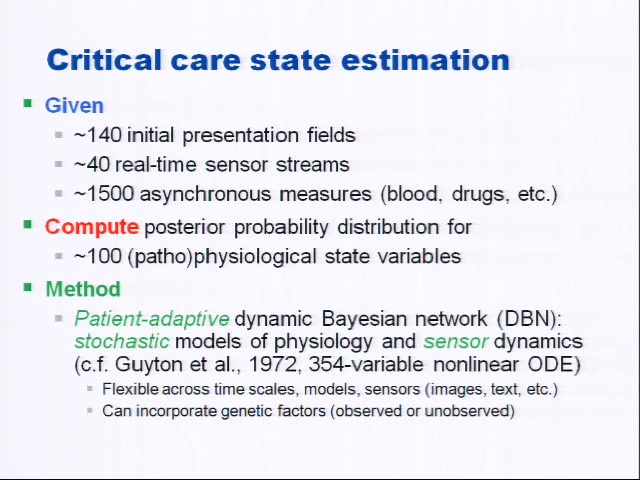 Critical care state estimation
Given
~140 initial presentation fields
~40 real-time sensor streams
~1500 asynchronous measures (blood, drugs, etc.)
Compute posterior probability distribution for
~100 (patho)physiological state variables
Method
Patient-adaptive dynamic Bayesian network (DBN):
stochastic models of physiology and sensor dynamics
(c.f. Guyton et al., 1972, 354-variable nonlinear ODE)
Flexible across time scales, models, sensors (images, text, etc.)
Can incorporate genetic factors (observed or unobserved)